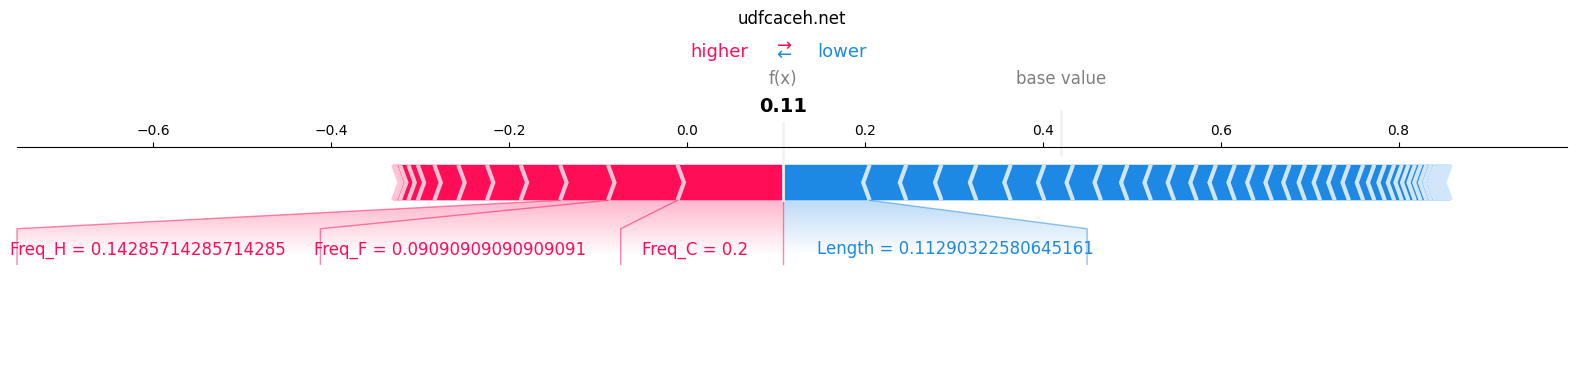 udfcaceh.net
higher ⇄ lower
f(x) base value
0.11
−0.6 −0.4 −0.2 0.0 0.2 0.4 0.6 0.8
Freq_H = 0.14285714285714285 Freq_F = 0.09090909090909091 Freq_C = 0.2 Length = 0.11290322580645161